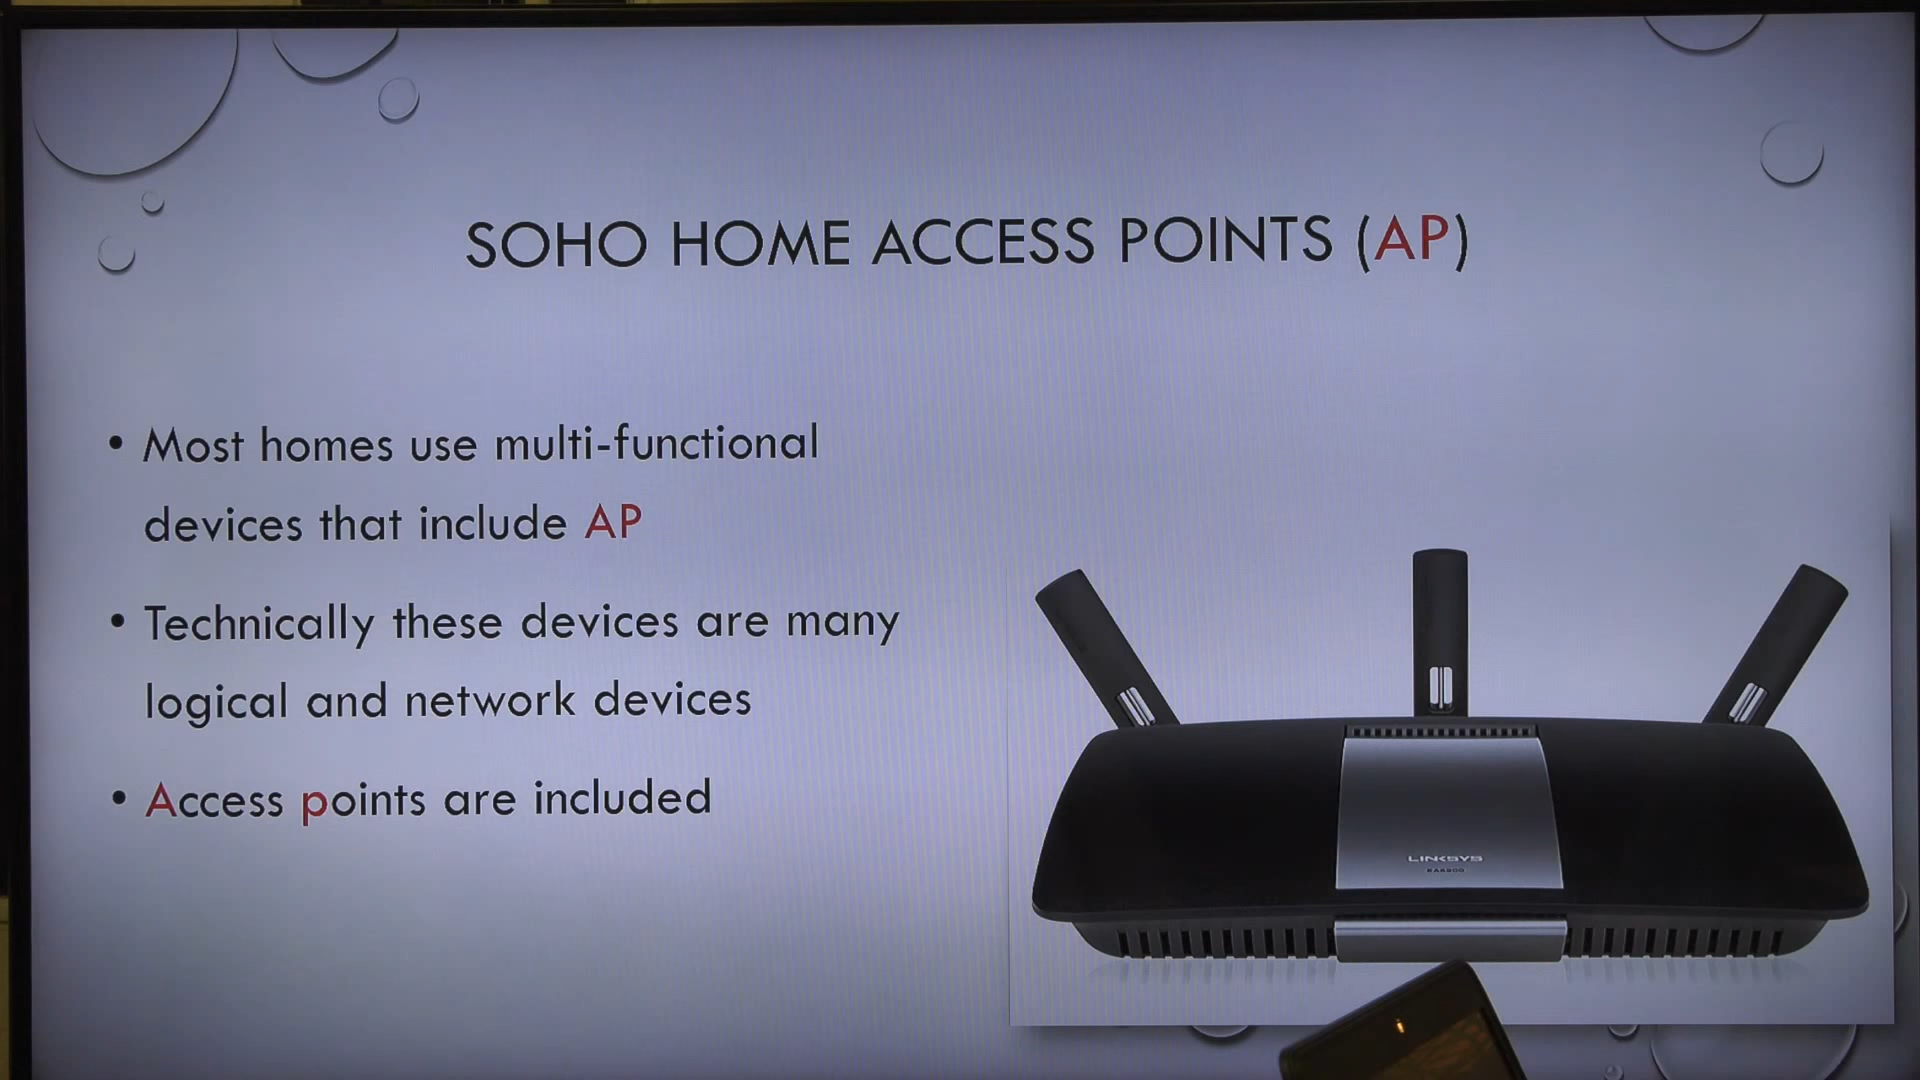 SOHO HOME ACCESS POINTS (AP)
• Most homes use multi-functional
devices that include AP
• Technically these devices are many
logical and network devices
• Access points are included
LINKSYS